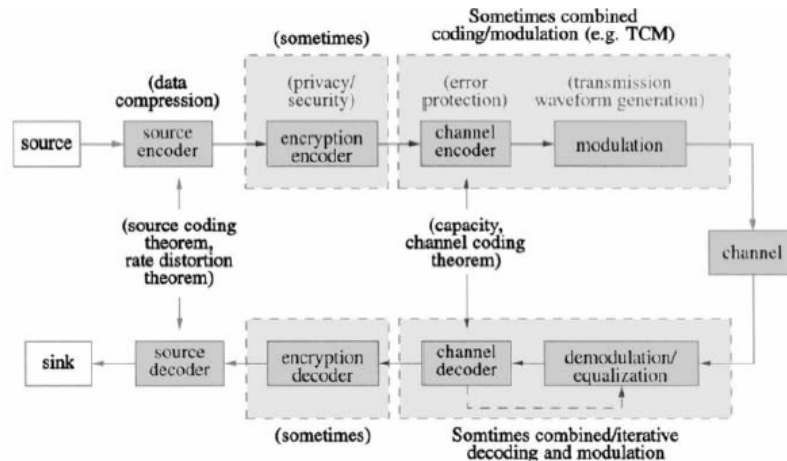 Sometimes combined
coding/modulation (e.g. TCM)
(sometimes)
(data
compression)
(privacy/
security)
(error
protection)
(transmission
waveform generation)
source
source
encoder
encryption
encoder
channel
encoder
modulation
(source coding
theorem,
rate distortion
theorem)
(capacity,
channel coding
theorem)
channel
sink
source
decoder
encryption
decoder
channel
decoder
demodulation/
equalization
(sometimes)
Somtimes combined/iterative
decoding and modulation